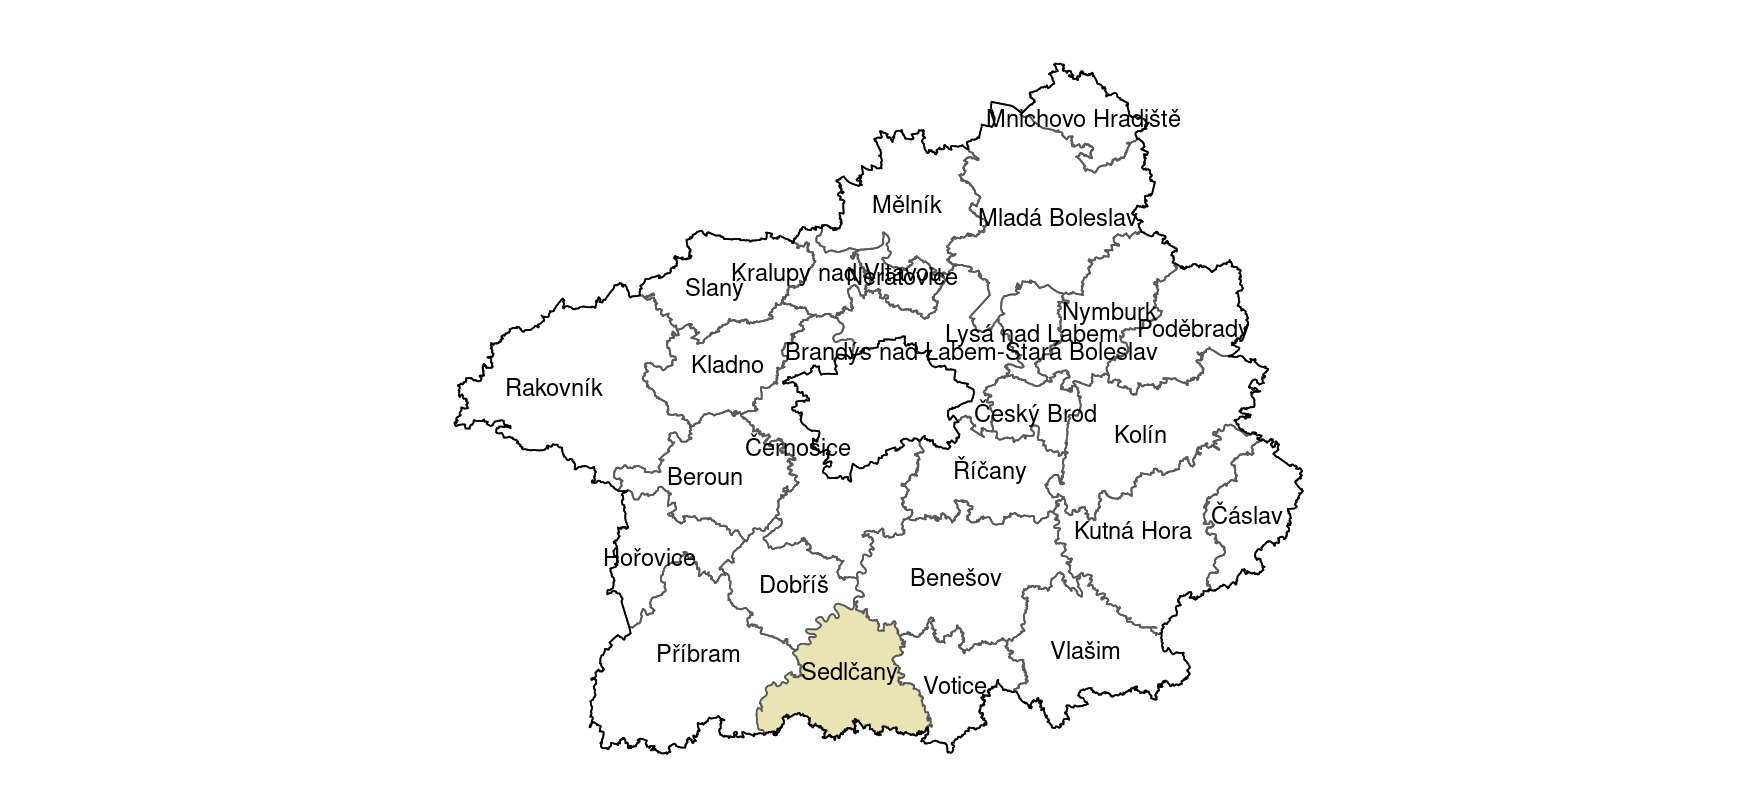 Mnichovo Hradiště
Mělník
Mladá Boleslav
Kralupy nad Vltavou
Neratovice
Slaný
Nymburk
Poděbrady
Lysá nad Labem
Brandýs nad Labem-Stará Boleslav
Kladno
Rakovník
Český Brod
Kolín
Černošice
Říčany
Beroun
Čáslav
Kutná Hora
Hořovice
Benešov
Dobříš
Vlašim
Příbram
Sedlčany
Votice